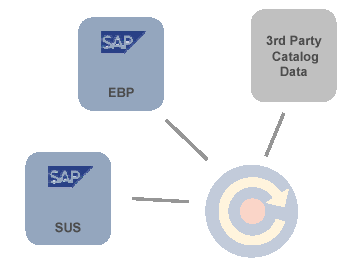 SAP
EBP
3rd Party
Catalog
Data
SAP
SUS